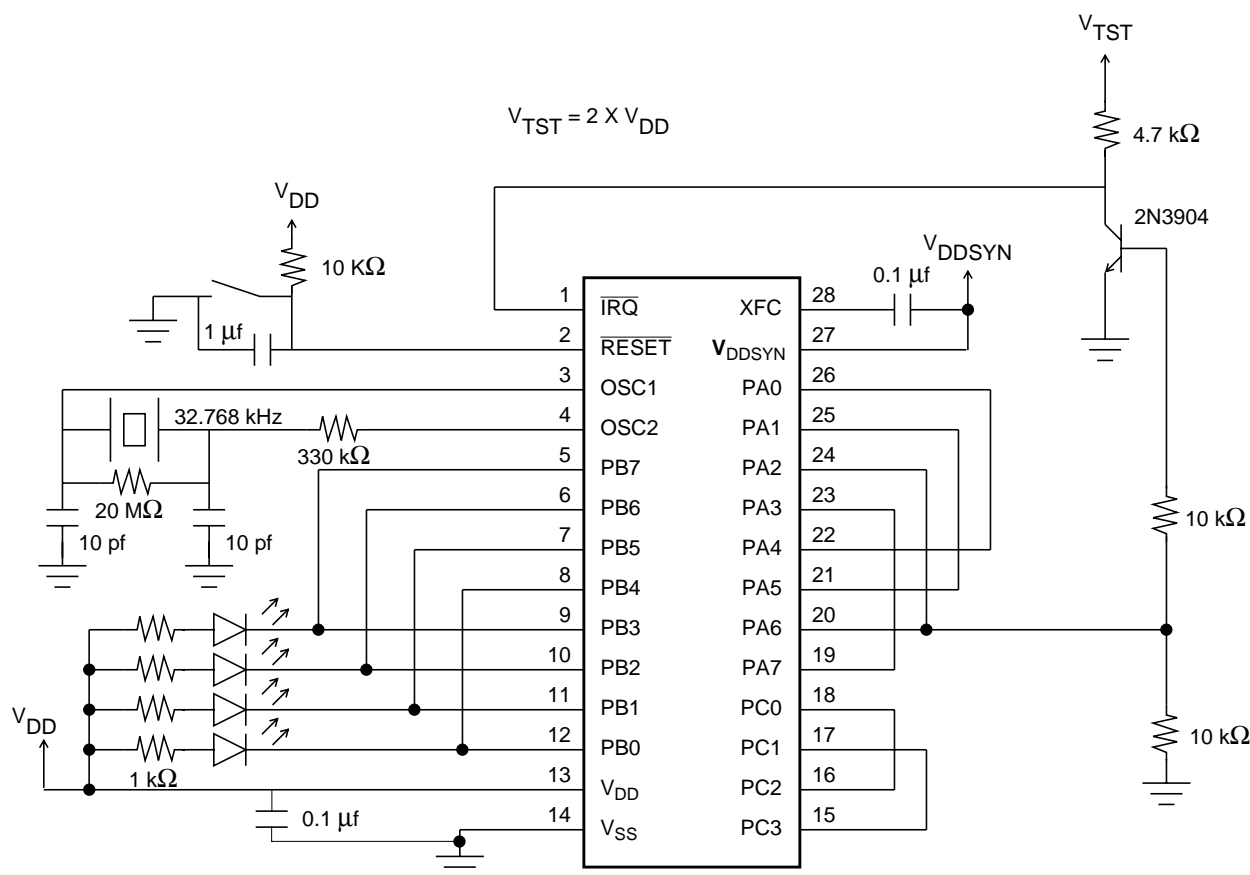 V_TST
V_TST = 2 X V_DD
4.7 kΩ
V_DD
2N3904
10 KΩ
V_DDSYN
0.1 µf
1 IRQ XFC 28
1 µf
2 RESET V_DDSYN 27
3 OSC1 PA0 26
32.768 kHz
4 OSC2 PA1 25
330 kΩ
5 PB7 PA2 24
20 MΩ
6 PB6 PA3 23
10 kΩ
10 pf 10 pf
7 PB5 PA4 22
8 PB4 PA5 21
9 PB3 PA6 20
10 PB2 PA7 19
11 PB1 PC0 18
V_DD
12 PB0 PC1 17
10 kΩ
1 kΩ
13 V_DD PC2 16
0.1 µf
14 V_SS PC3 15